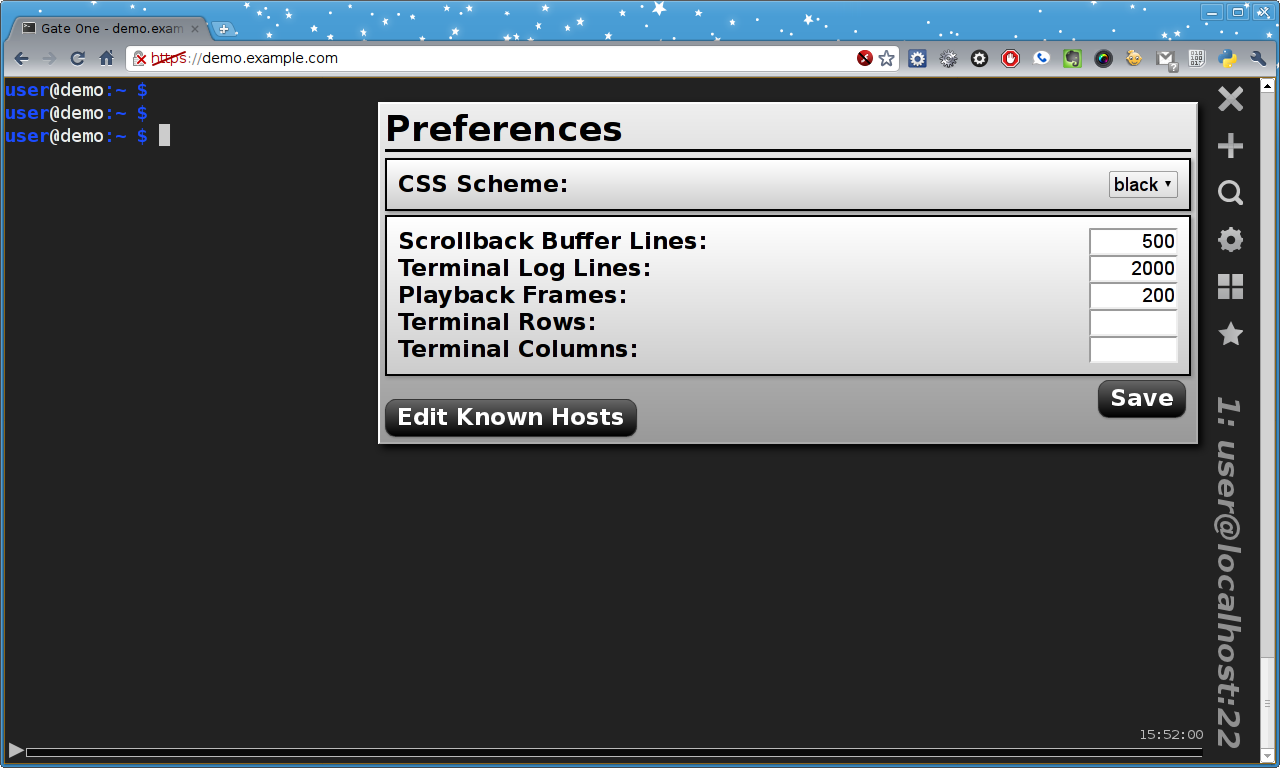 Gate One - demo.exam
https://demo.example.com
user@demo:~ $
user@demo:~ $
user@demo:~ $
Preferences
CSS Scheme: black
Scrollback Buffer Lines: 500
Terminal Log Lines: 2000
Playback Frames: 200
Terminal Rows:
Terminal Columns:
Save
Edit Known Hosts
1: user@localhost:22
15:52:00